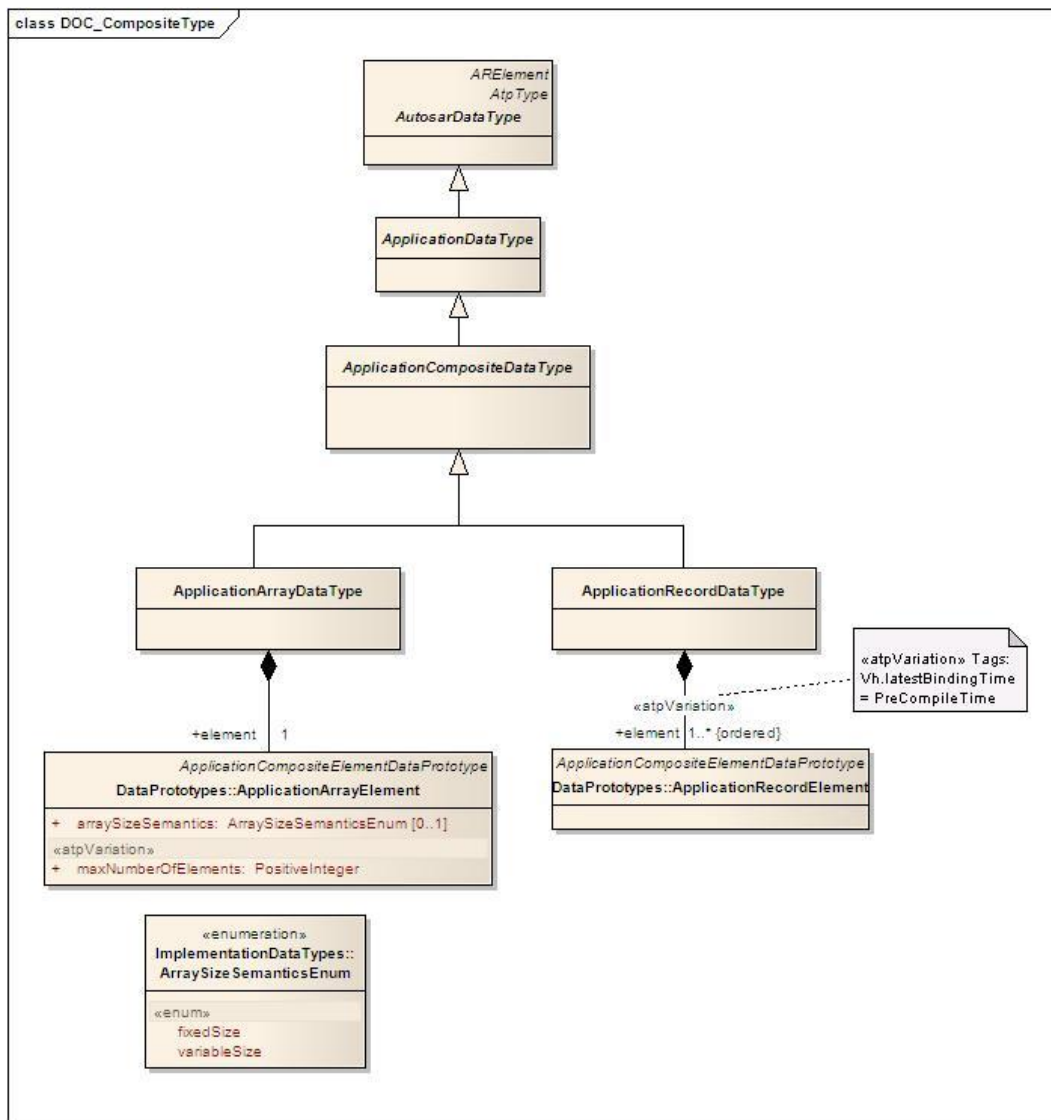 class DOC_CompositeType
ARElement
AtpType
AutosarDataType
ApplicationDataType
ApplicationCompositeDataType
ApplicationArrayDataType
ApplicationRecordDataType
«atpVariation» Tags:
Vh.latestBindingTime
= PreCompileTime
«atpVariation»
+element 1
+element 1..* {ordered}
ApplicationCompositeElementDataPrototype
DataPrototypes::ApplicationArrayElement
+ arraySizeSemantics: ArraySizeSemanticsEnum [0..1]
«atpVariation»
+ maxNumberOfElements: PositiveInteger
ApplicationCompositeElementDataPrototype
DataPrototypes::ApplicationRecordElement
«enumeration»
ImplementationDataTypes::
ArraySizeSemanticsEnum
«enum»
fixedSize
variableSize